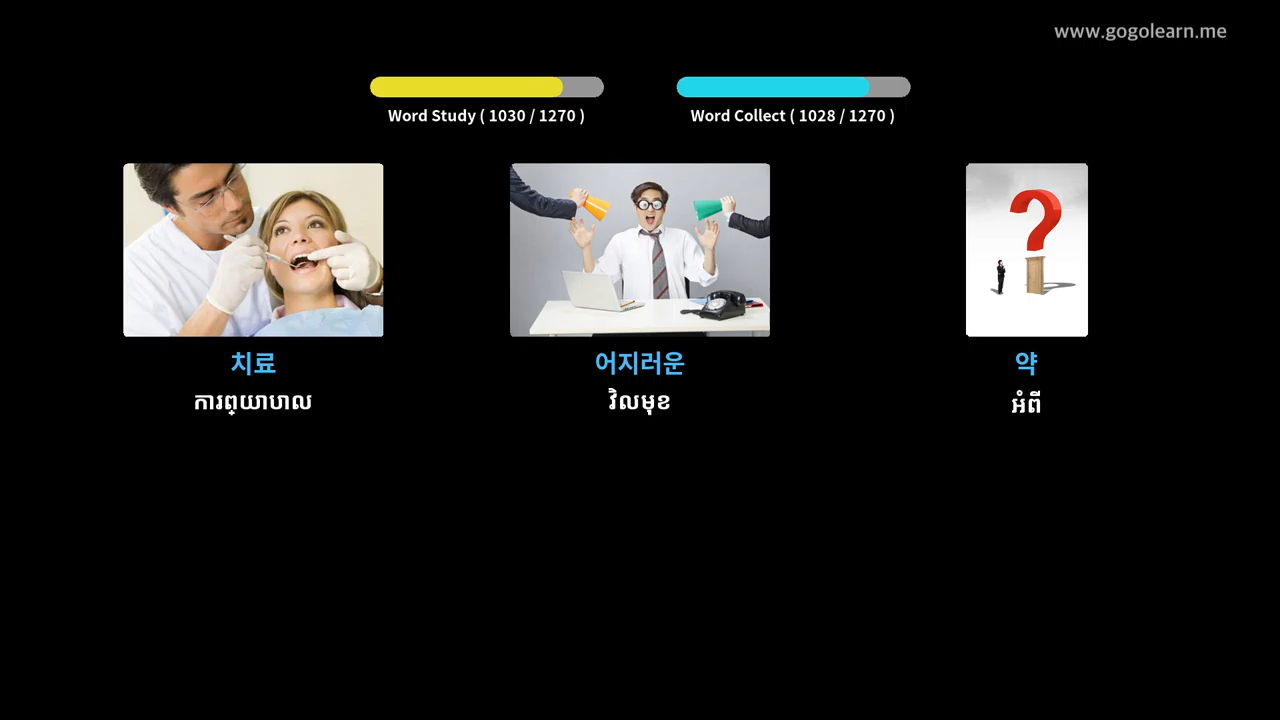 www.gogolearn.me
Word Study ( 1030 / 1270 )
Word Collect ( 1028 / 1270 )
치료
어지러운
약
ការព្យាបាល
វិលមុខ
អំពី